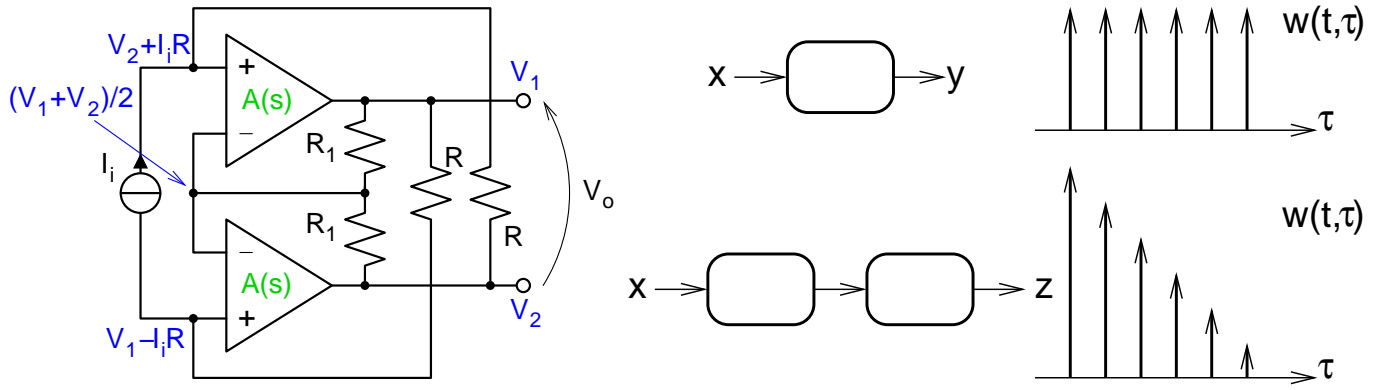 V₂+IᵢR
(V₁+V₂)/2
+
A(s)
−
Iᵢ
R₁
R₁
−
A(s)
+
V₁−IᵢR
R
R
V₁
Vₒ
V₂
x
y
w(t,τ)
τ
x
z
w(t,τ)
τ